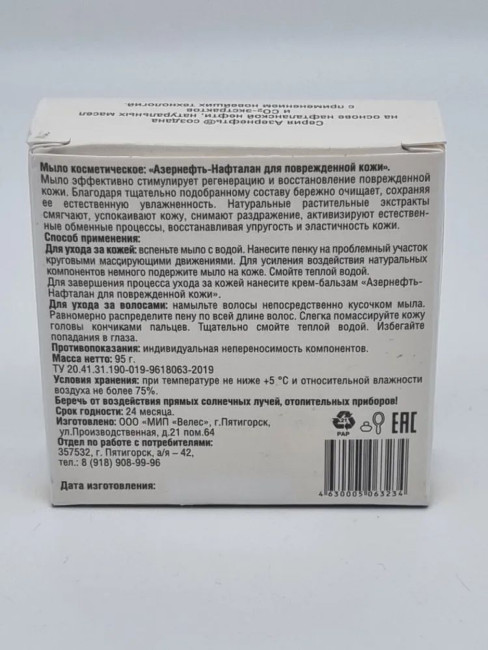 Серия Азернефть® создана
на основе нафталанской нефти, натуральных масел
и CO₂-экстрактов
с применением новейших технологий.
Мыло косметическое: «Азернефть-Нафталан для поврежденной кожи».
Мыло эффективно стимулирует регенерацию и восстановление поврежденной
кожи. Благодаря тщательно подобранному составу бережно очищает, сохраняя
ее естественную увлажненность. Натуральные растительные экстракты
смягчают, успокаивают кожу, снимают раздражение, активизируют естествен-
ные обменные процессы, восстанавливая упругость и эластичность кожи.
Способ применения:
Для ухода за кожей: вспеньте мыло с водой. Нанесите пенку на проблемный участок
круговыми массирующими движениями. Для усиления воздействия натуральных
компонентов немного подержите мыло на коже. Смойте теплой водой.
Для завершения процесса ухода за кожей нанесите крем-бальзам «Азернефть-
Нафталан для поврежденной кожи».
Для ухода за волосами: намыльте волосы непосредственно кусочком мыла.
Равномерно распределите пену по всей длине волос. Слегка помассируйте кожу
головы кончиками пальцев. Тщательно смойте теплой водой. Избегайте
попадания в глаза.
Противопоказания: индивидуальная непереносимость компонентов.
Масса нетто: 95 г.
ТУ 20.41.31.190-019-9618063-2019
Условия хранения: при температуре не ниже +5 °С и относительной влажности
воздуха не более 75%.
Беречь от воздействия прямых солнечных лучей, отопительных приборов!
Срок годности: 24 месяца.
Изготовлено: ООО «МИП «Велес», г.Пятигорск,
ул.Производственная, д.21 пом.64
Отдел по работе с потребителями:
357532, г. Пятигорск, а/я – 42,
тел.: 8 (918) 908-99-96
Дата изготовления:
21
PAP
EAC
4 630005 063234